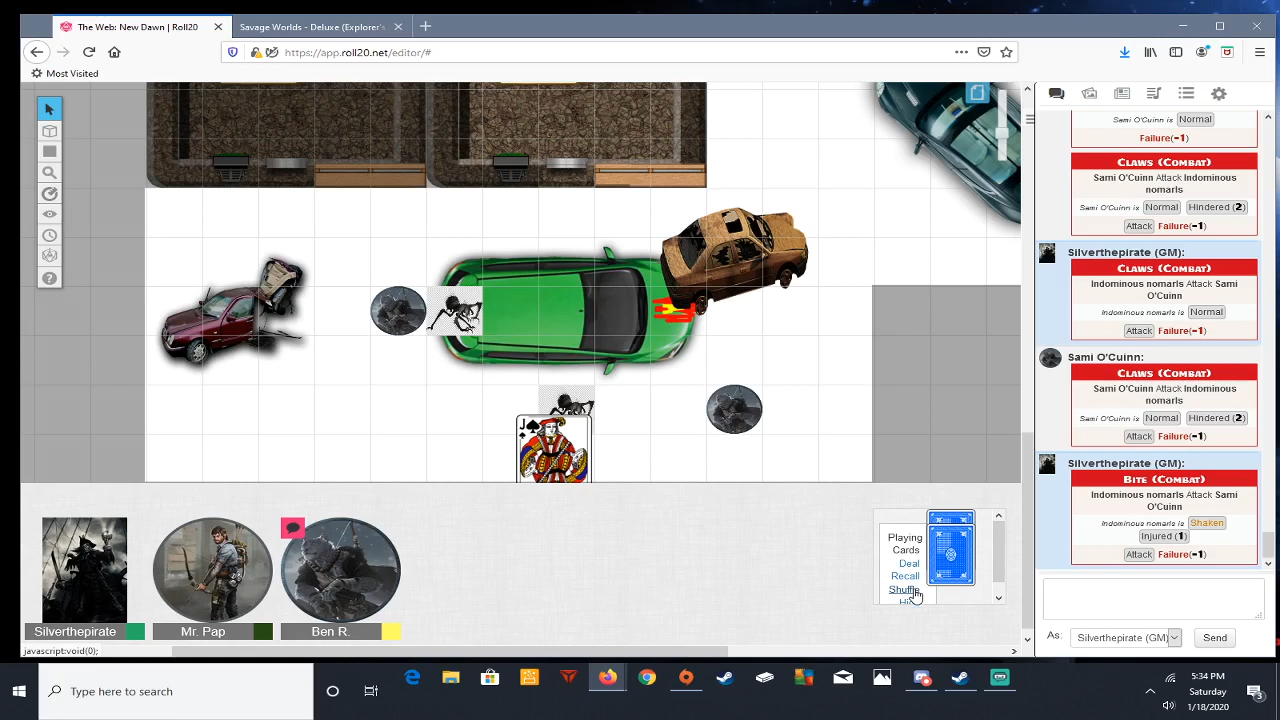 The Web: New Dawn | Roll20
Savage Worlds - Deluxe (Explorer's
https://app.roll20.net/editor/#
Most Visited
Sami O'Cuinn is Normal
Failure(-1)
Claws (Combat)
Sami O'Cuinn Attack Indominous
nomarls
Sami O'Cuinn is Normal Hindered (2)
Attack Failure(-1)
Silverthepirate (GM):
Claws (Combat)
Indominous nomarls Attack Sami
O'Cuinn
Indominous nomarls is Normal
Attack Failure(-1)
Sami O'Cuinn:
Claws (Combat)
Sami O'Cuinn Attack Indominous
nomarls
Sami O'Cuinn is Normal Hindered (2)
Attack Failure(-1)
Silverthepirate (GM):
Bite (Combat)
Indominous nomarls Attack Sami
O'Cuinn
Indominous nomarls is Shaken
Injured (1)
Attack Failure(-1)
J
Playing
Cards
Deal
Recall
Shuffle
Silverthepirate
Mr. Pap
Ben R.
As: Silverthepirate (GM) Send
javascript:void(0);
Type here to search
5:34 PM
Saturday
1/18/2020
3